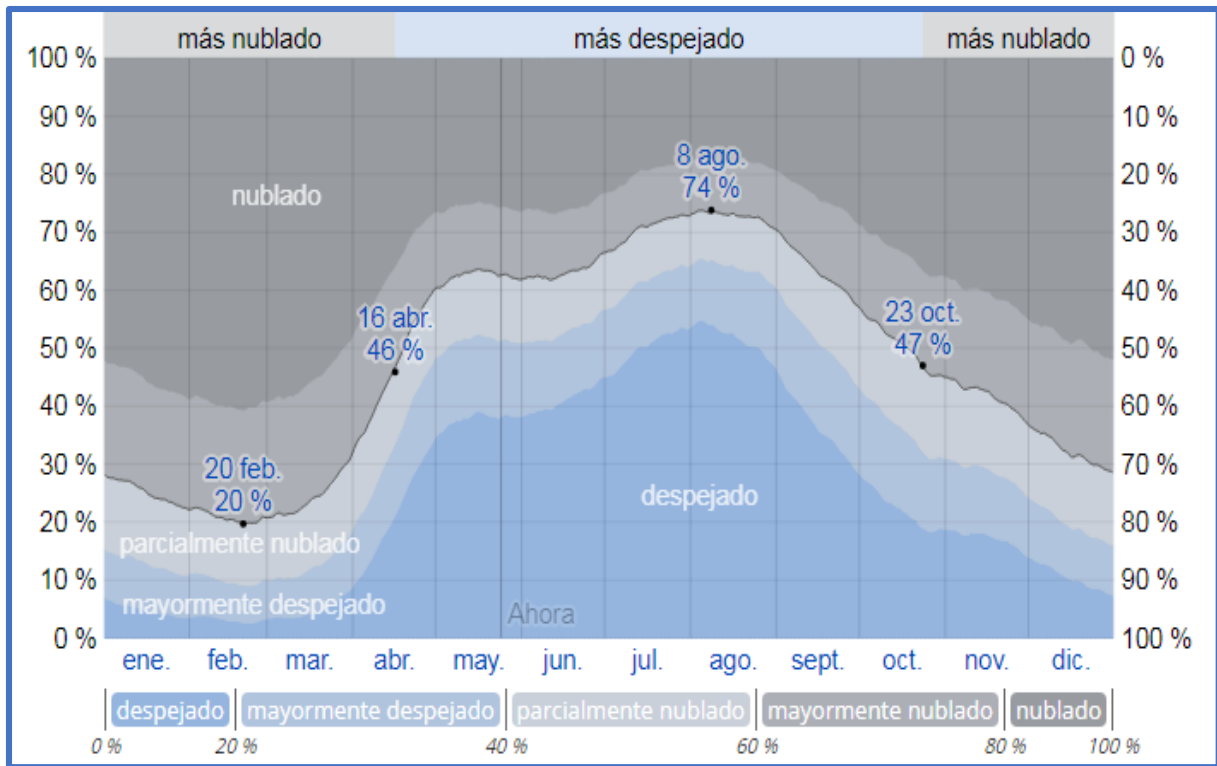 más nublado más despejado más nublado
100 % 0 %
90 % 10 %
8 ago.
80 % 74 % 20 %
nublado
70 % 30 %
60 % 40 %
16 abr. 23 oct.
50 % 46 % 47 % 50 %
40 % 60 %
30 % 70 %
20 feb.
20 % despejado
20 % 80 %
parcialmente nublado
10 % 90 %
mayormente despejado
Ahora
0 % 100 %
ene. feb. mar. abr. may. jun. jul. ago. sept. oct. nov. dic.
despejado mayormente despejado parcialmente nublado mayormente nublado nublado
0 % 20 % 40 % 60 % 80 % 100 %